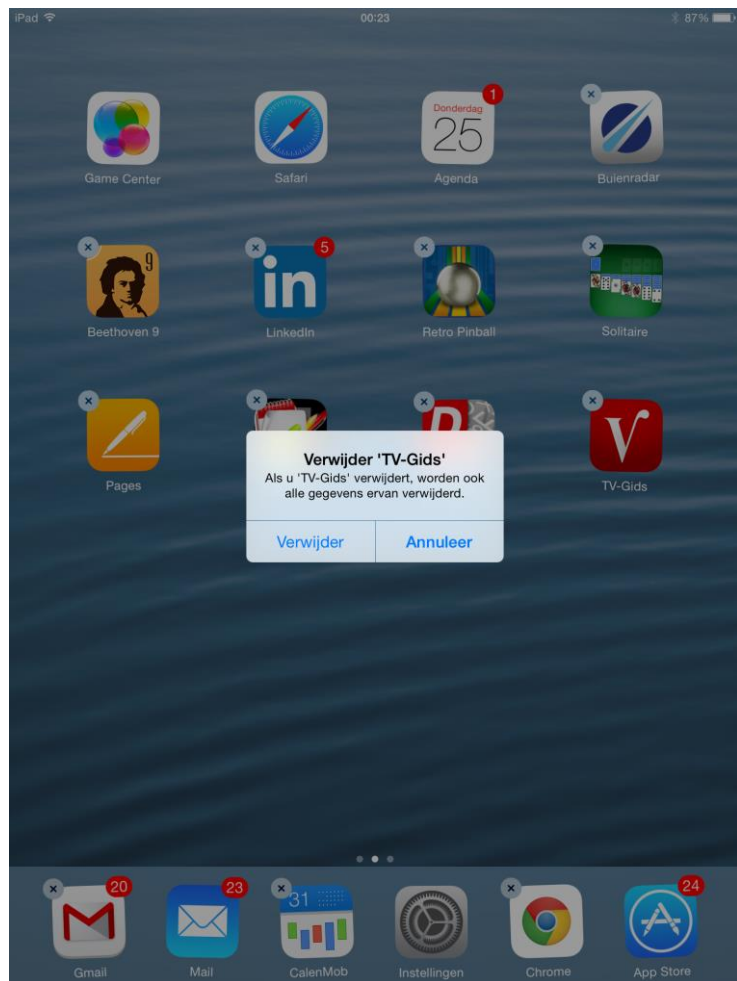 iPad 00:23 87%
1
Donderdag
25
Game Center Safari Agenda Buienradar
9 in 5
Beethoven 9 LinkedIn Retro Pinball Solitaire
D V
Verwijder 'TV-Gids'
Als u 'TV-Gids' verwijdert, worden ook
alle gegevens ervan verwijderd.
Pages TV-Gids
Verwijder Annuleer
20 23 31 24
Gmail Mail CalenMob Instellingen Chrome App Store